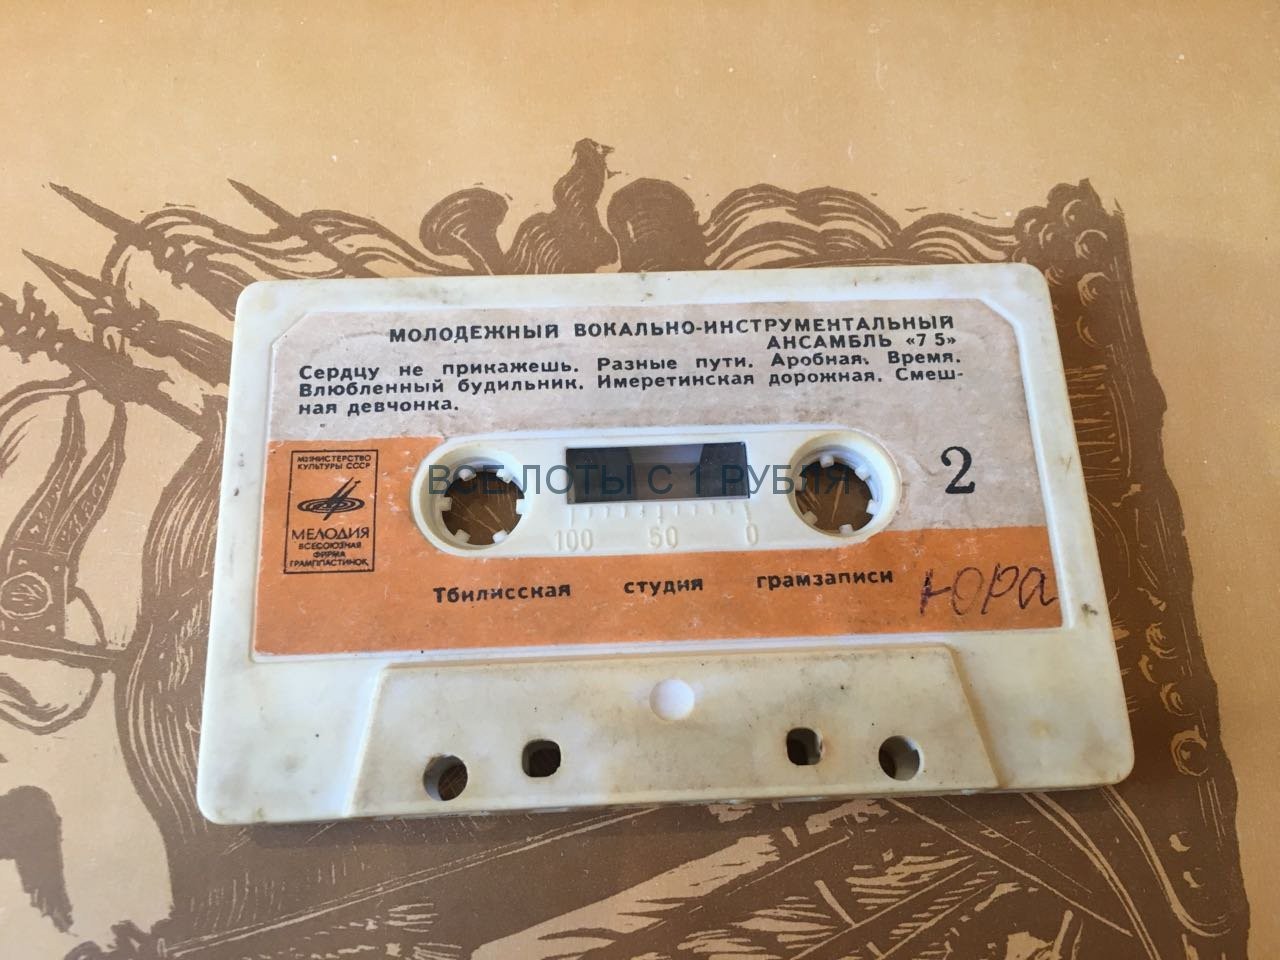 МОЛОДЕЖНЫЙ ВОКАЛЬНО-ИНСТРУМЕНТАЛЬНЫЙ
АНСАМБЛЬ «7 5»
Сердцу не прикажешь. Разные пути. Аробная. Время.
Влюбленный будильник. Имеретинская дорожная. Смеш-
ная девчонка.
МИНИСТЕРСТВО
КУЛЬТУРЫ СССР
МЕЛОДИЯ
ВСЕСОЮЗНАЯ
ФИРМА
ГРАМПЛАСТИНОК
ВСЕ ЛОТЫ С 1 РУБЛЯ
2
100 50 0
Тбилисская студия грамзаписи
Юра